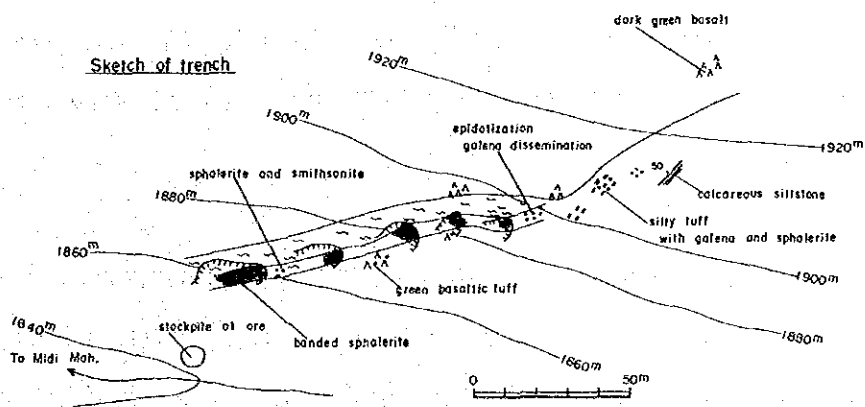 dark green basalt
Sketch of trench
1920m
1900m
epidotization
galena dissemination
1920m
sphalerite and smithsonite
50
calcareous siltstone
1880m
silty tuff
with galena and sphalerite
1860m
1900m
green basaltic tuff
stockpile of ore
banded sphalerite
1880m
1840m
To Midi Mah.
1860m
0
50m